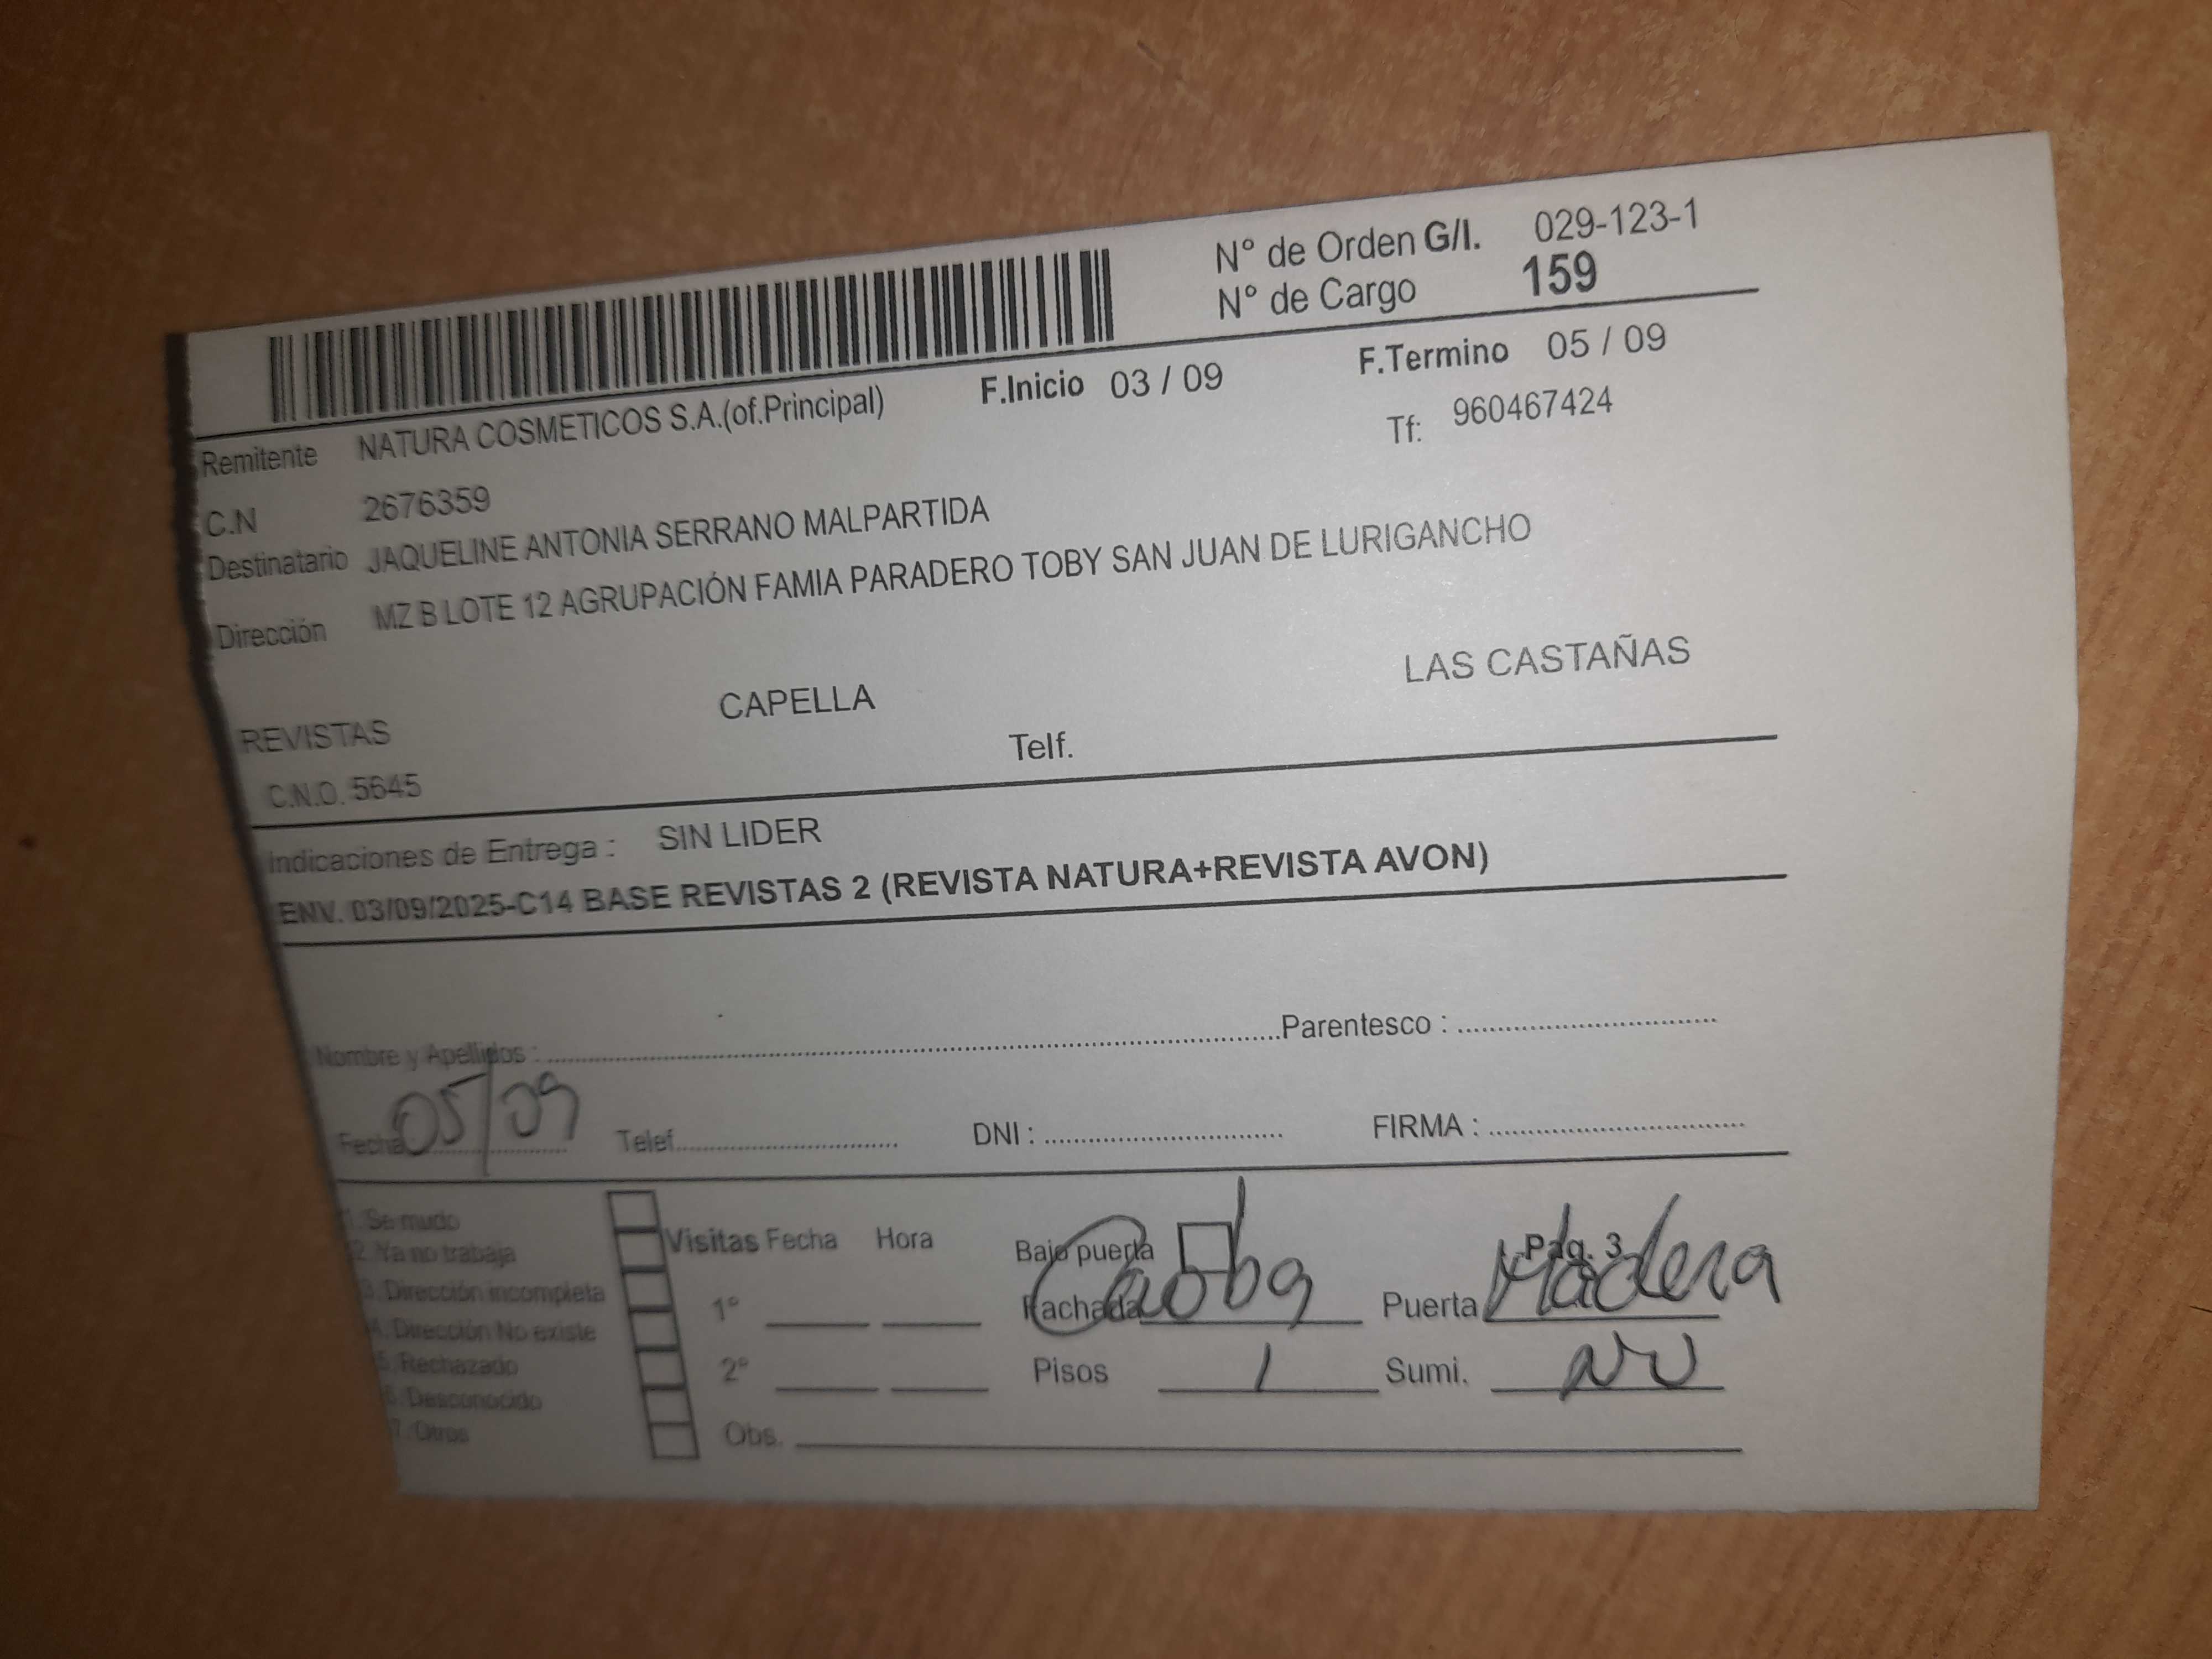 N° de Orden G/I. 029-123-1
N° de Cargo 159
F.Inicio 03 / 09 F.Termino 05 / 09
Remitente NATURA COSMETICOS S.A.(of.Principal) Tf: 960467424
C.N 2676359
Destinatario JAQUELINE ANTONIA SERRANO MALPARTIDA
Dirección MZ B LOTE 12 AGRUPACIÓN FAMIA PARADERO TOBY SAN JUAN DE LURIGANCHO
REVISTAS CAPELLA LAS CASTAÑAS
C.N.O. 5645 Telf.
Indicaciones de Entrega : SIN LIDER
ENV. 03/09/2025-C14 BASE REVISTAS 2 (REVISTA NATURA+REVISTA AVON)
Nombre y Apellidos : Parentesco :
Fecha 05/09 Telef. DNI : FIRMA :
1. Se mudo
2. Ya no trabaja
3. Dirección incompleta
4. Dirección No existe
5. Rechazado
6. Desconocido
7. Otros
Visitas Fecha Hora
1°
2°
Obs.
Bajo puerta Pág. 3
Fachada Caoba Puerta Madera
Pisos 1 Sumi. NV